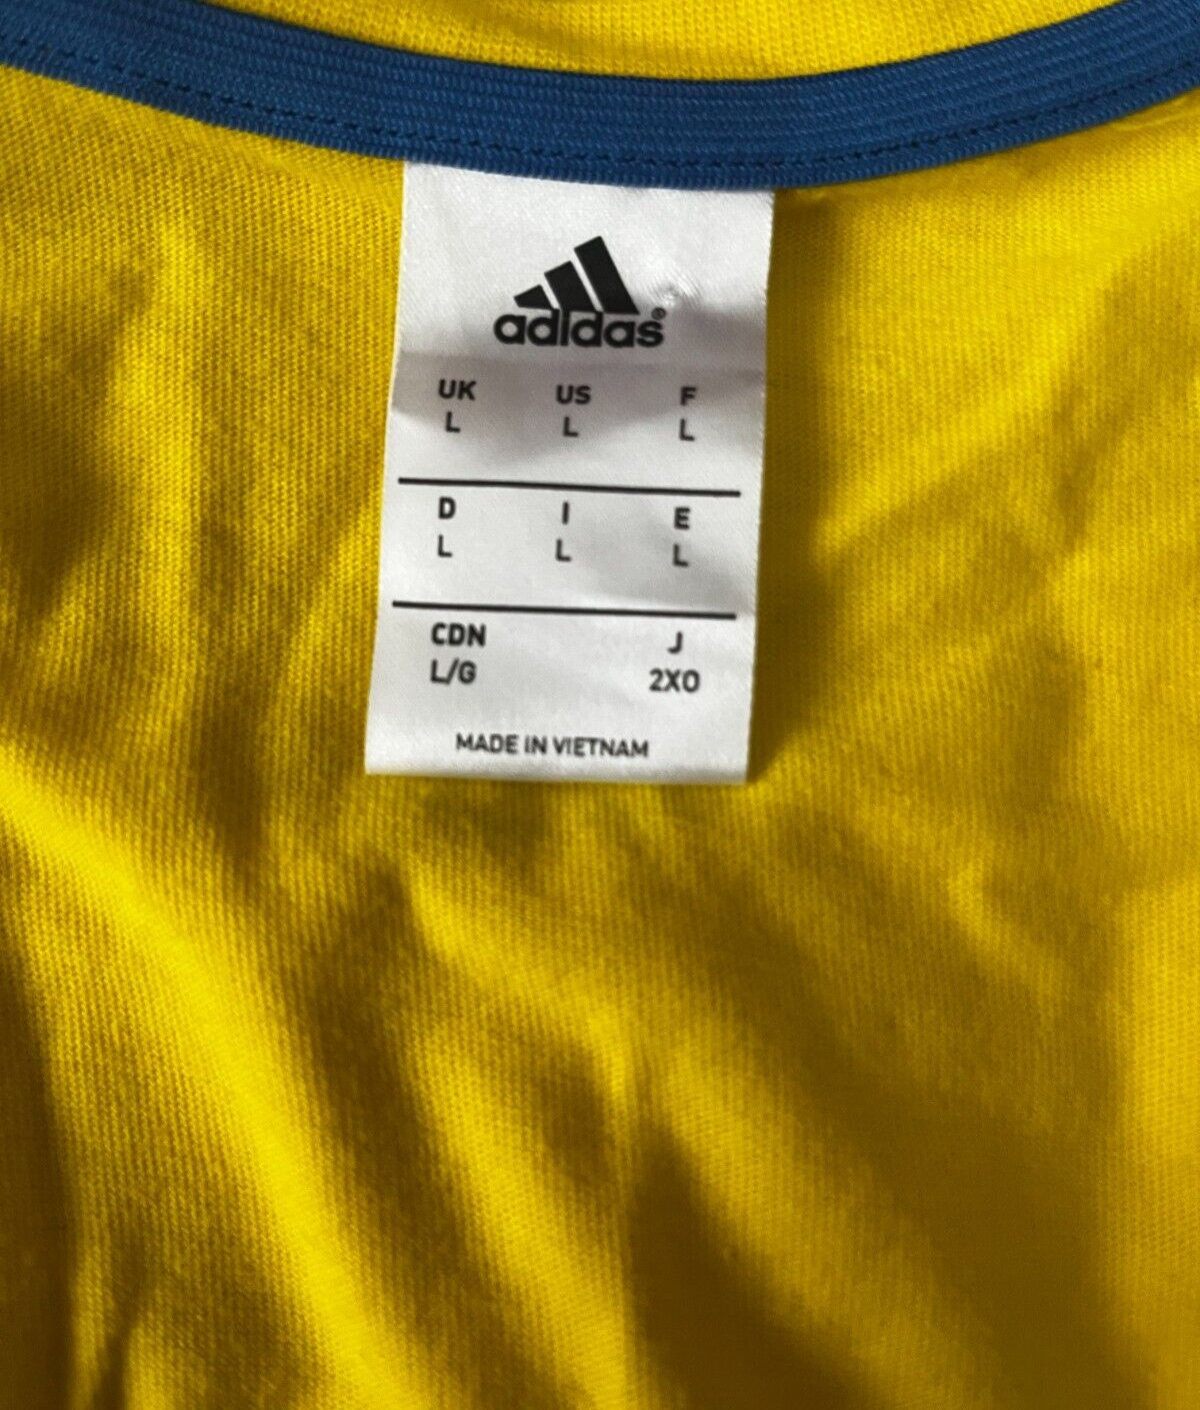 adidas®
UK US F
L L L
D I E
L L L
CDN J
L/G 2XO
MADE IN VIETNAM